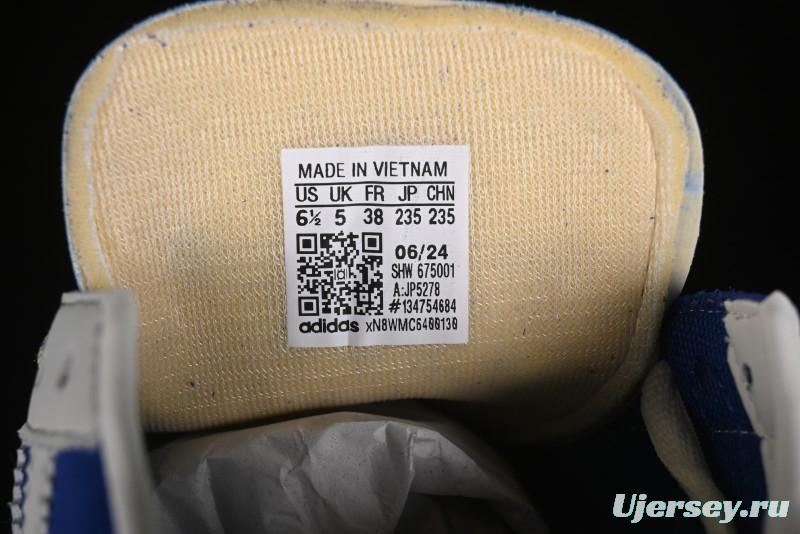 MADE IN VIETNAM
US UK FR JP CHN
6½ 5 38 235 235
06/24
SHW 675001
A:JP5278
#134754684
adidas xN8WMC6400130
Ujersey.ru